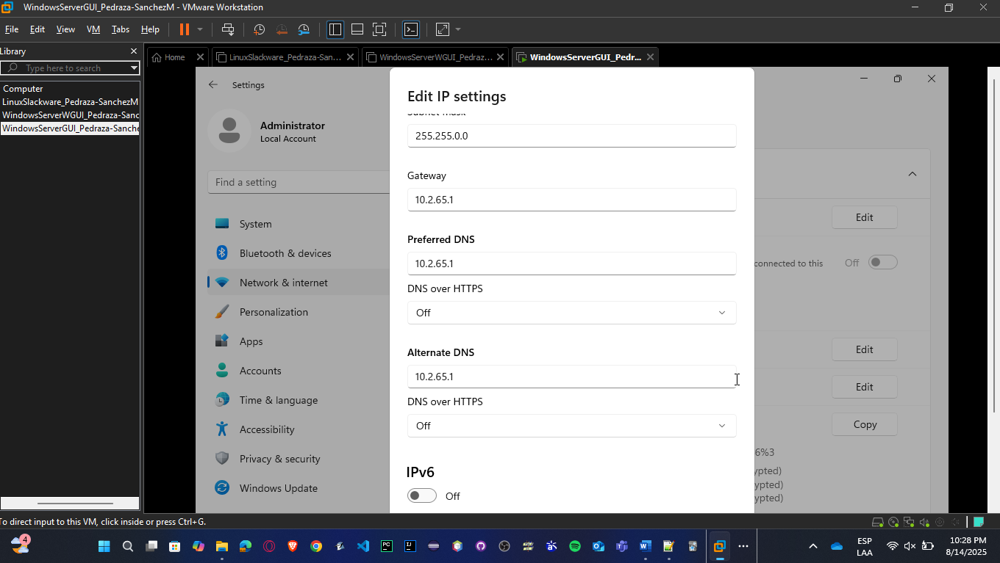 WindowsServerGUI_Pedraza-SanchezM - VMware Workstation
File Edit View VM Tabs Help
Library
Type here to search
Home LinuxSlackware_Pedraza-San... WindowsServerWGUI_Pedraz... WindowsServerGUI_Pedr...
Computer
LinuxSlackware_Pedraza-SanchezM
WindowsServerWGUI_Pedraza-Sanc
WindowsServerGUI_Pedraza-Sanche
Settings
Administrator
Local Account
Find a setting
System
Bluetooth & devices
Network & internet
Personalization
Apps
Accounts
Time & language
Accessibility
Privacy & security
Windows Update
Edit IP settings
Subnet mask
255.255.0.0
Gateway
10.2.65.1
Preferred DNS
10.2.65.1
DNS over HTTPS
Off
Alternate DNS
10.2.65.1
DNS over HTTPS
Off
IPv6
Off
Edit
connected to this Off
Edit
Edit
Copy
6%3
ypted)
ypted)
ypted)
To direct input to this VM, click inside or press Ctrl+G.
4
ESP
LAA
10:28 PM
8/14/2025